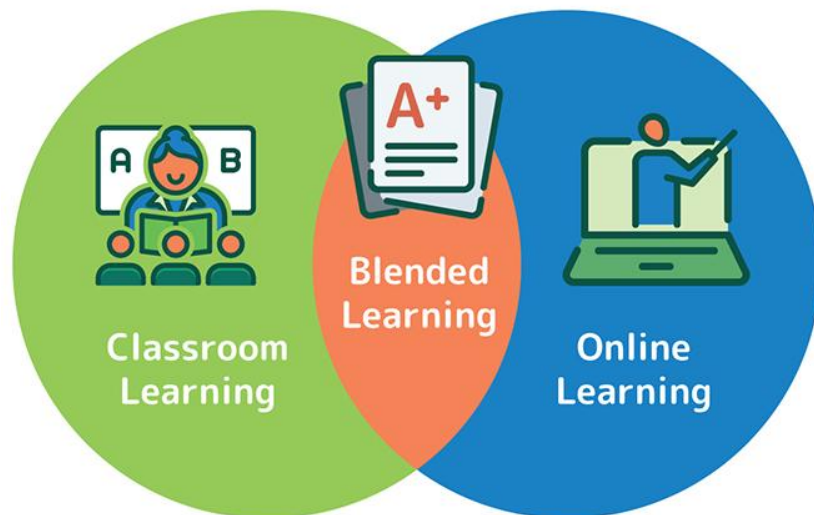 A+
A B
Blended
Learning
Classroom
Learning
Online
Learning